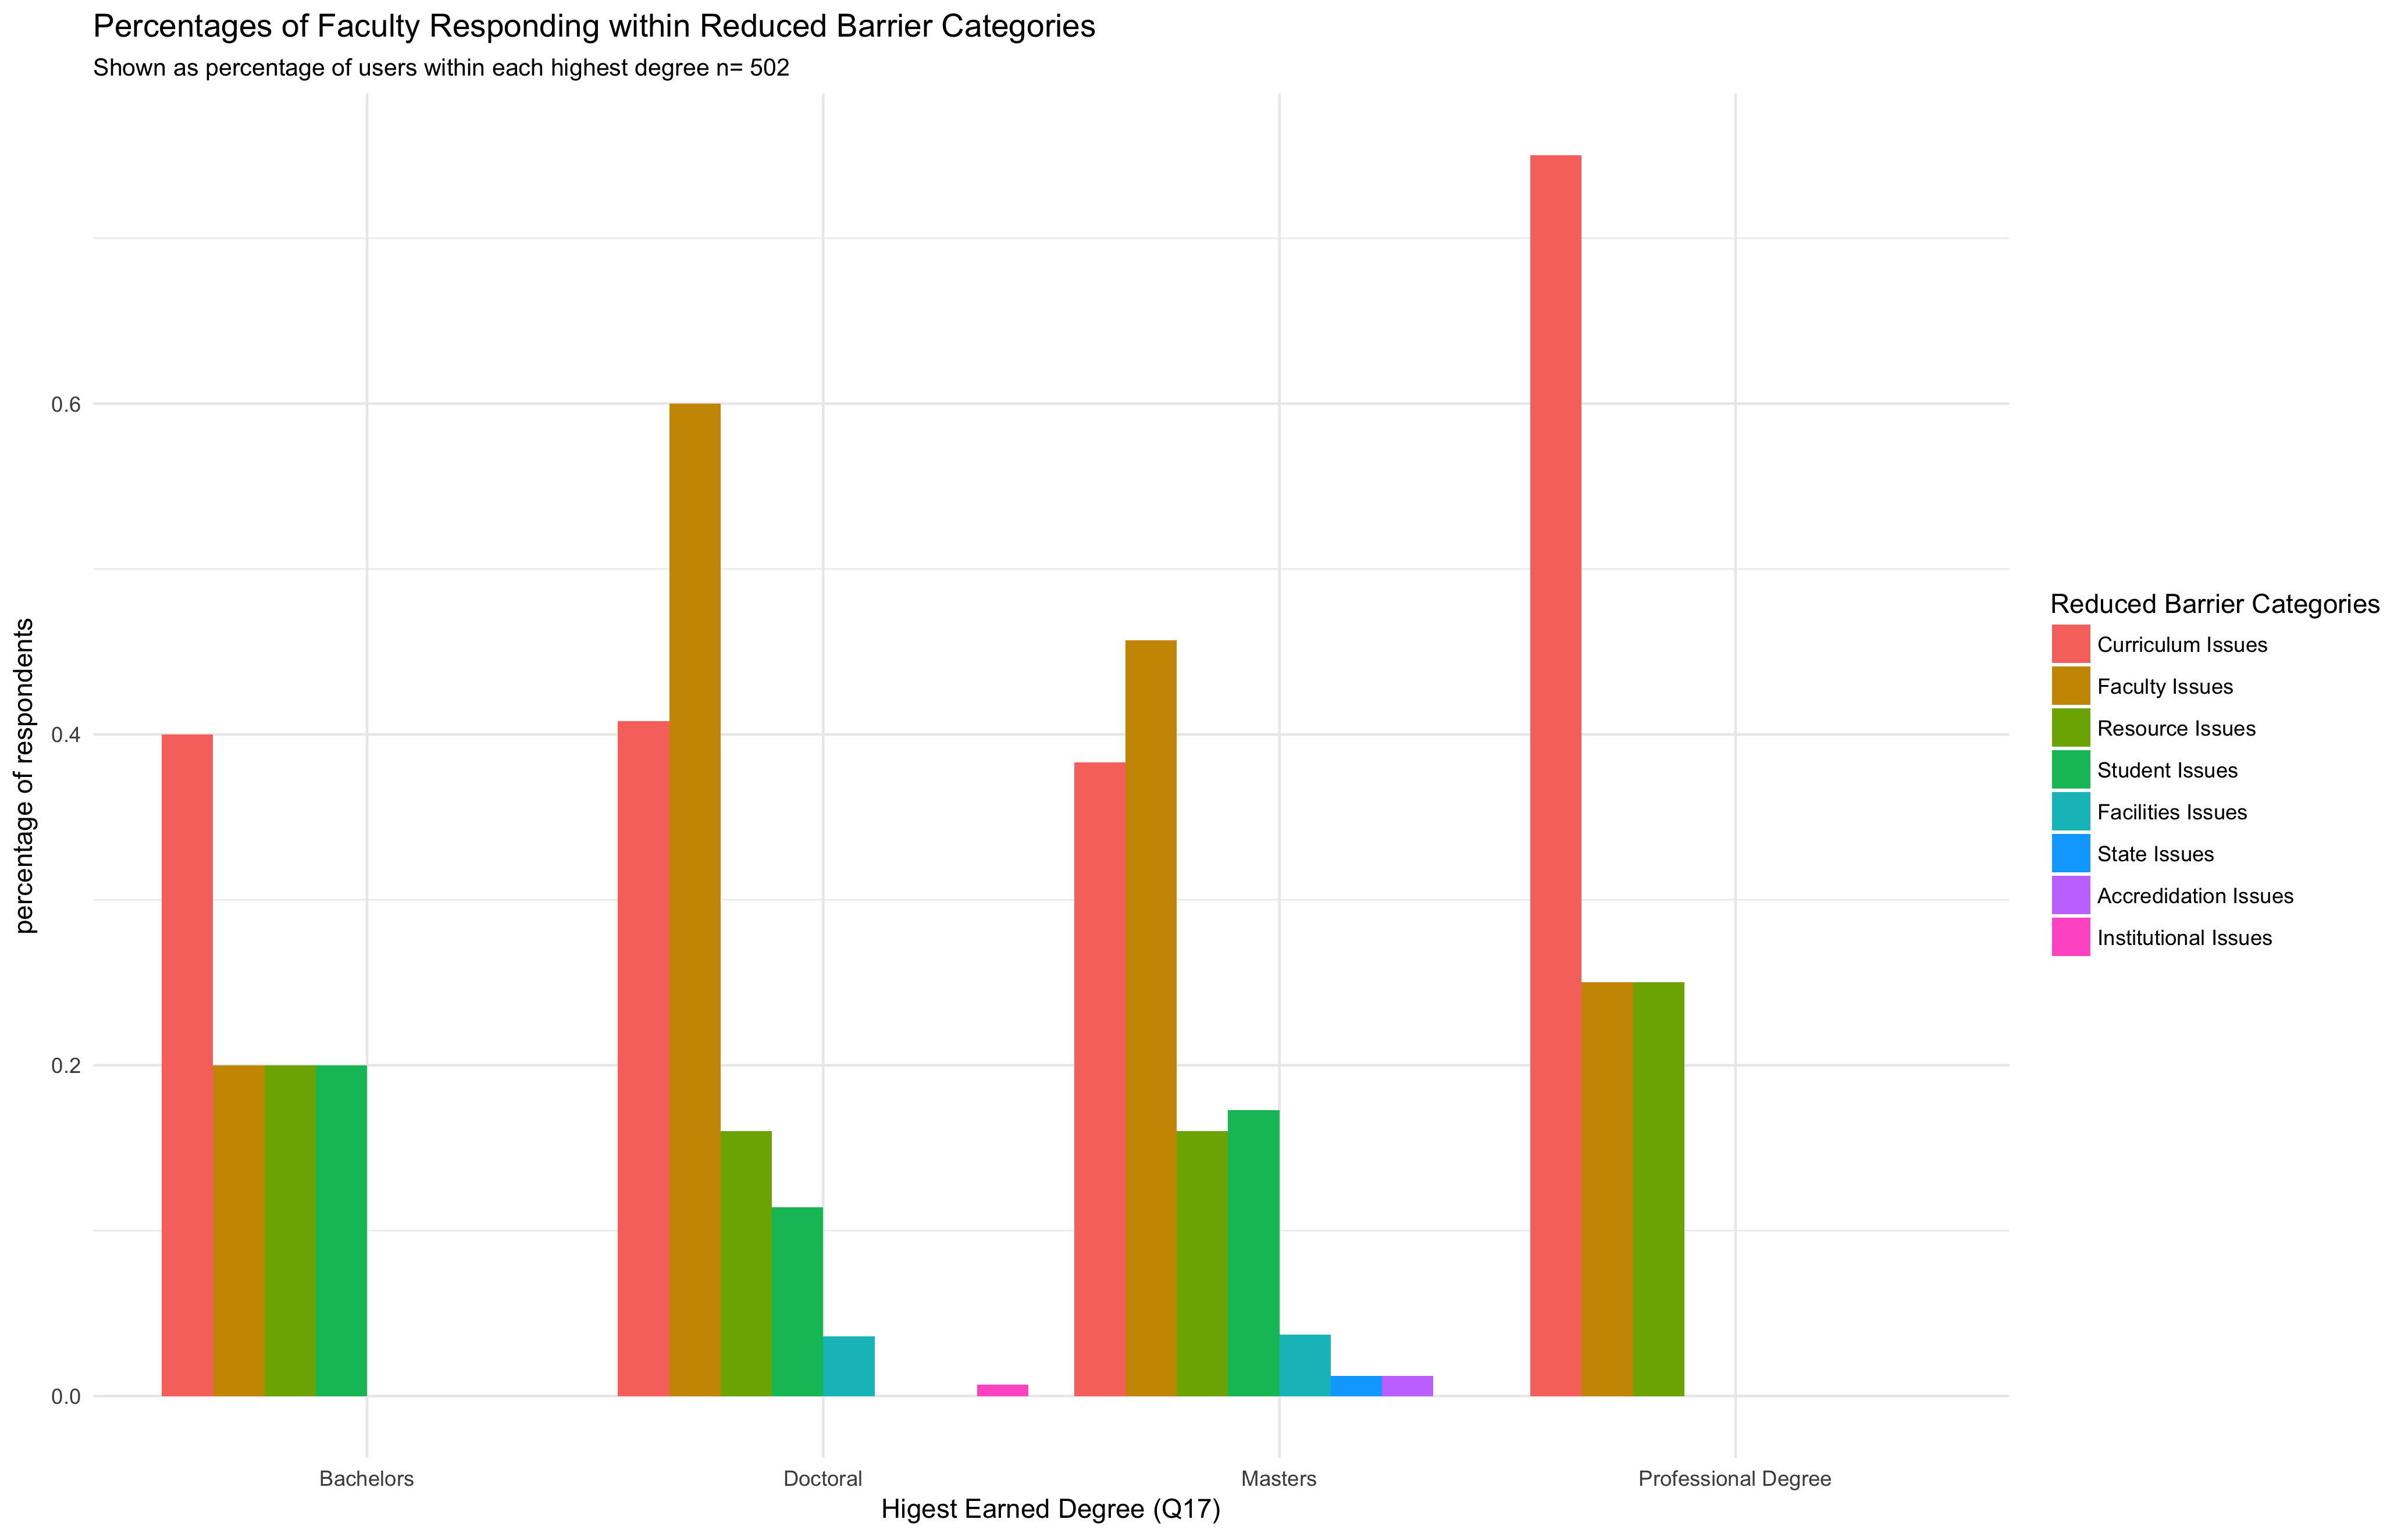 Percentages of Faculty Responding within Reduced Barrier Categories
Shown as percentage of users within each highest degree n= 502
percentage of respondents
0.6
0.4
0.2
0.0
Bachelors
Doctoral
Masters
Professional Degree
Higest Earned Degree (Q17)
Reduced Barrier Categories
Curriculum Issues
Faculty Issues
Resource Issues
Student Issues
Facilities Issues
State Issues
Accredidation Issues
Institutional Issues